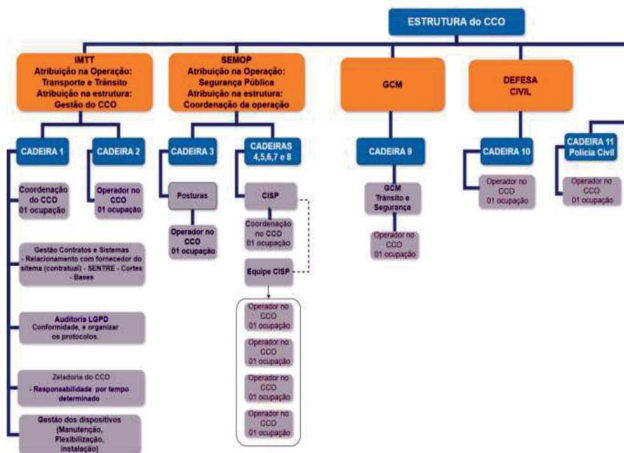 ESTRUTURA do CCO
IMTT
Atribuição na Operação:
Transporte e Trânsito
Atribuição na estrutura:
Gestão do CCO
SEMOP
Atribuição na Operação:
Segurança Pública
Atribuição na estrutura:
Coordenação da operação
GCM
DEFESA
CIVIL
CADEIRA 1
CADEIRA 2
CADEIRA 3
CADEIRAS
4,5,6,7 e 8
CADEIRA 9
CADEIRA 10
CADEIRA 11
Polícia Civil
Coordenação
do CCO
01 ocupação
Operador no
CCO
01 ocupação
Posturas
Operador no
CCO
01 ocupação
CISP
Coordenação
no CCO
01 ocupação
Equipe CISP
Operador no
CCO
01 ocupação
Operador no
CCO
01 ocupação
Operador no
CCO
01 ocupação
Operador no
CCO
01 ocupação
GCM
Trânsito e
Segurança
Operador no
CCO
01 ocupação
Operador no
CCO
01 ocupação
Operador no
CCO
01 ocupação
Gestão Contratos e Sistemas
- Relacionamento com fornecedor do
sitema (contratual) - SENTRE - Cortex
- Bases
Auditoria LGPD
Conformidade, e organizar
os protocolos.
Zeladoria do CCO
- Responsabilidade por tempo
determinado
Gestão dos dispositivos
(Manutenção,
Flexibilização,
instalação)